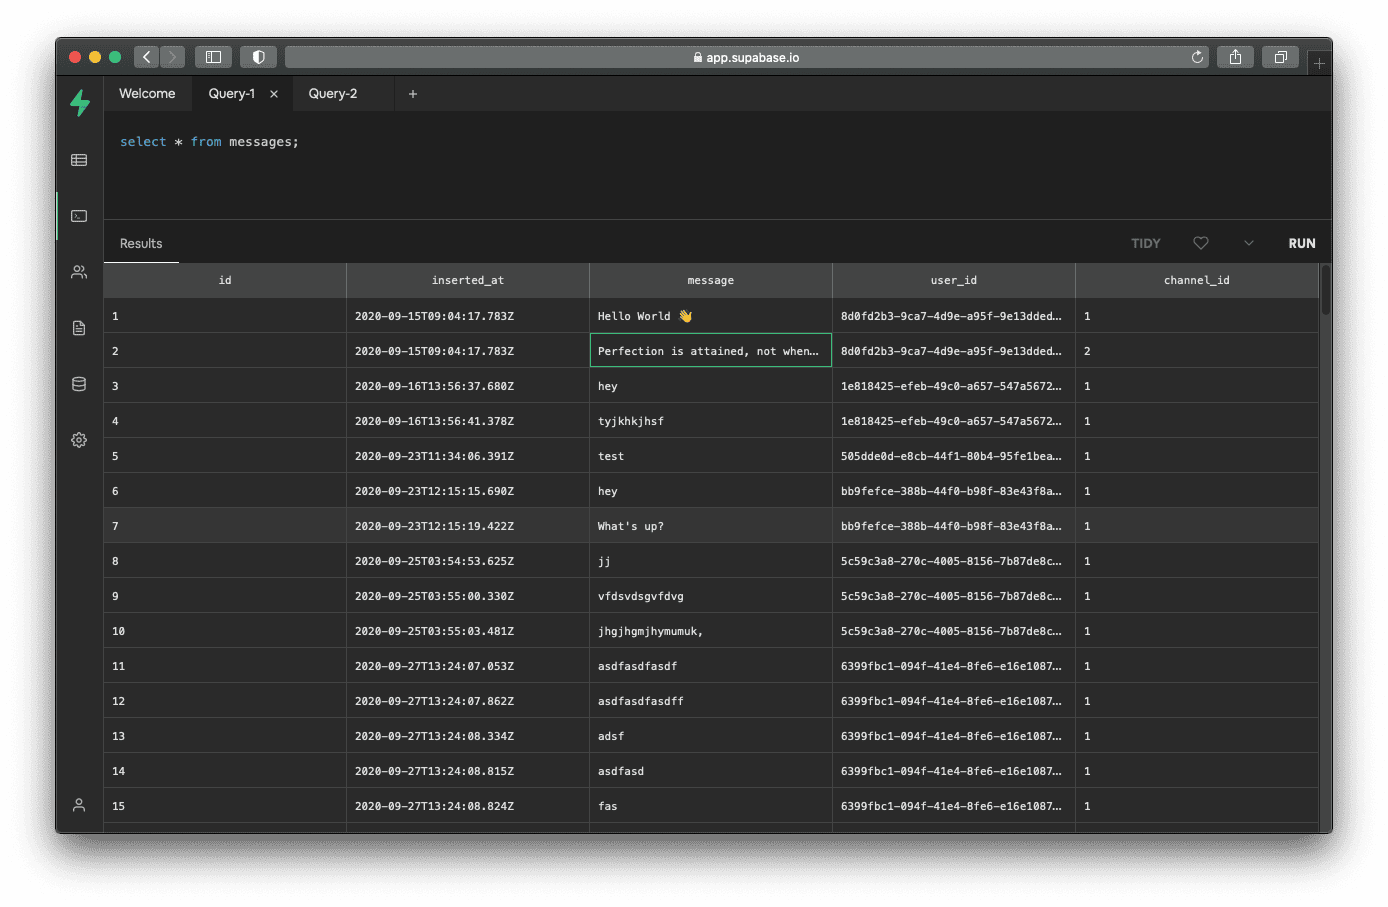 app.supabase.io
Welcome Query-1 × Query-2 +
select * from messages;
Results TIDY RUN
id inserted_at message user_id channel_id
1 2020-09-15T09:04:17.783Z Hello World 👋 8d0fd2b3-9ca7-4d9e-a95f-9e13dded... 1
2 2020-09-15T09:04:17.783Z Perfection is attained, not when... 8d0fd2b3-9ca7-4d9e-a95f-9e13dded... 2
3 2020-09-16T13:56:37.680Z hey 1e818425-efeb-49c0-a657-547a5672... 1
4 2020-09-16T13:56:41.378Z tyjkhkjhsf 1e818425-efeb-49c0-a657-547a5672... 1
5 2020-09-23T11:34:06.391Z test 505dde0d-e8cb-44f1-80b4-95fe1bea... 1
6 2020-09-23T12:15:15.690Z hey bb9fefce-388b-44f0-b98f-83e43f8a... 1
7 2020-09-23T12:15:19.422Z What's up? bb9fefce-388b-44f0-b98f-83e43f8a... 1
8 2020-09-25T03:54:53.625Z jj 5c59c3a8-270c-4005-8156-7b87de8c... 1
9 2020-09-25T03:55:00.330Z vfdsvdsgvfdvg 5c59c3a8-270c-4005-8156-7b87de8c... 1
10 2020-09-25T03:55:03.481Z jhgjhgmjhymumuk, 5c59c3a8-270c-4005-8156-7b87de8c... 1
11 2020-09-27T13:24:07.053Z asdfasdfasdf 6399fbc1-094f-41e4-8fe6-e16e1087... 1
12 2020-09-27T13:24:07.862Z asdfasdfasdff 6399fbc1-094f-41e4-8fe6-e16e1087... 1
13 2020-09-27T13:24:08.334Z adsf 6399fbc1-094f-41e4-8fe6-e16e1087... 1
14 2020-09-27T13:24:08.815Z asdfasd 6399fbc1-094f-41e4-8fe6-e16e1087... 1
15 2020-09-27T13:24:08.824Z fas 6399fbc1-094f-41e4-8fe6-e16e1087... 1